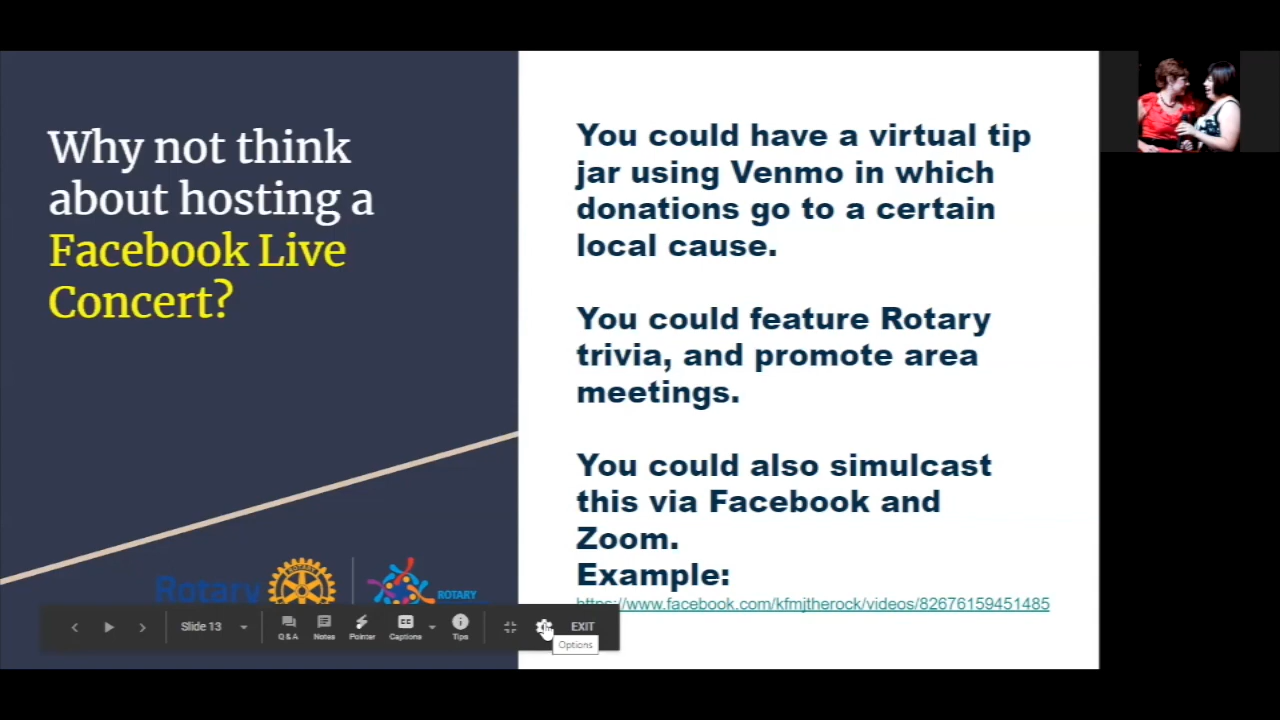 Why not think
about hosting a
Facebook Live
Concert?
You could have a virtual tip
jar using Venmo in which
donations go to a certain
local cause.
You could feature Rotary
trivia, and promote area
meetings.
You could also simulcast
this via Facebook and
Zoom.
Example:
https://www.facebook.com/kfmjtherock/videos/82676159451485
Rotary
ROTARY
Slide 13
Q & A
Notes
Pointer
Captions
Tips
EXIT
Options